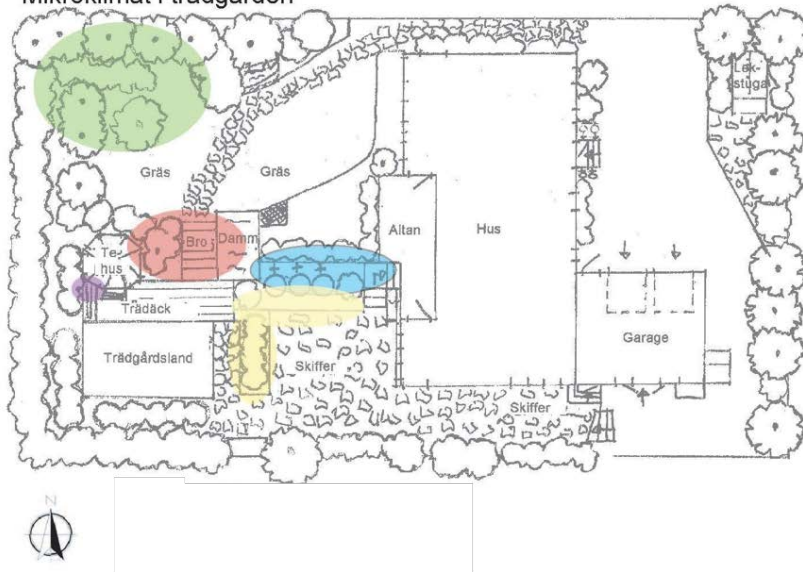 Mikroklimat i trädgården
Lek-
stuga
Gräs
Gräs
Altan
Hus
Bro
Damm
Te-
hus
Trädäck
Trädgårdsland
Skiffer
Garage
Skiffer
N